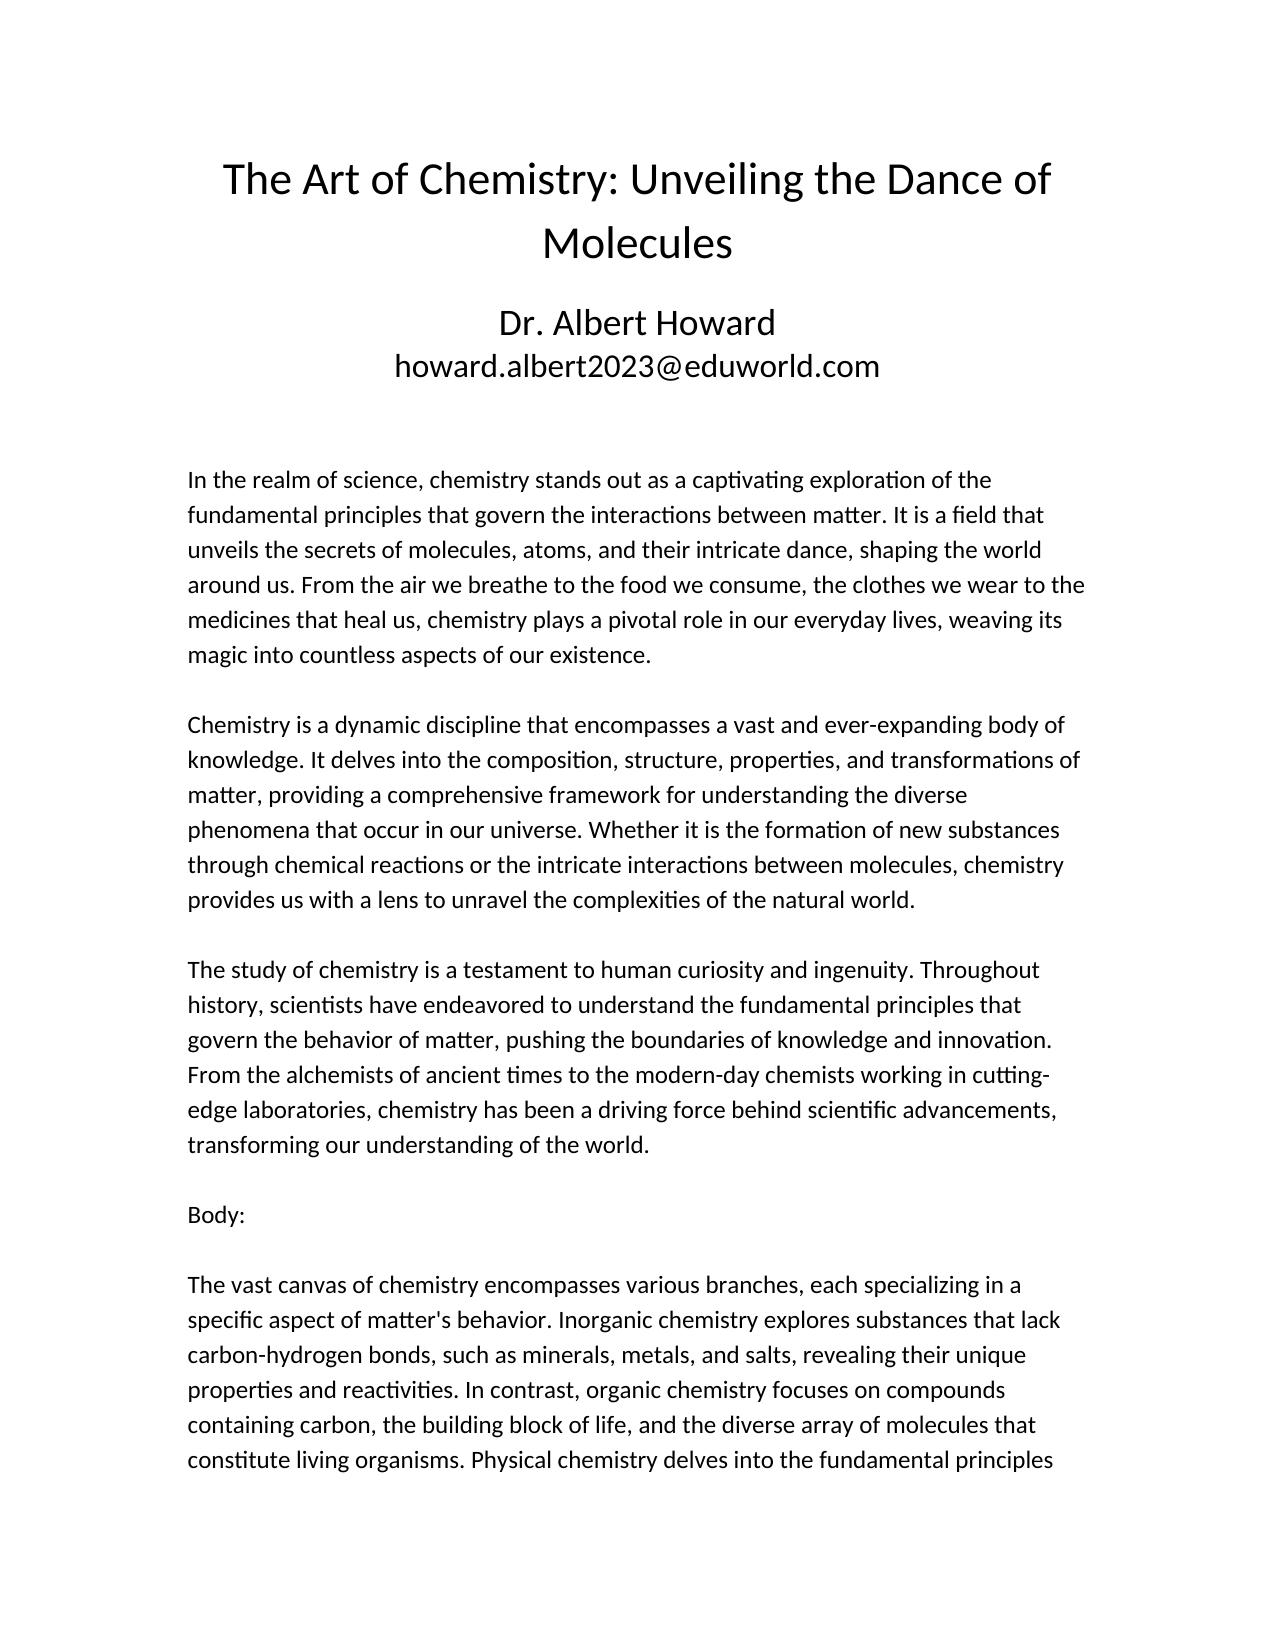 The Art of Chemistry: Unveiling the Dance of
Molecules
Dr. Albert Howard
howard.albert2023@eduworld.com
In the realm of science, chemistry stands out as a captivating exploration of the
fundamental principles that govern the interactions between matter. It is a field that
unveils the secrets of molecules, atoms, and their intricate dance, shaping the world
around us. From the air we breathe to the food we consume, the clothes we wear to the
medicines that heal us, chemistry plays a pivotal role in our everyday lives, weaving its
magic into countless aspects of our existence.
Chemistry is a dynamic discipline that encompasses a vast and ever-expanding body of
knowledge. It delves into the composition, structure, properties, and transformations of
matter, providing a comprehensive framework for understanding the diverse
phenomena that occur in our universe. Whether it is the formation of new substances
through chemical reactions or the intricate interactions between molecules, chemistry
provides us with a lens to unravel the complexities of the natural world.
The study of chemistry is a testament to human curiosity and ingenuity. Throughout
history, scientists have endeavored to understand the fundamental principles that
govern the behavior of matter, pushing the boundaries of knowledge and innovation.
From the alchemists of ancient times to the modern-day chemists working in cutting-
edge laboratories, chemistry has been a driving force behind scientific advancements,
transforming our understanding of the world.
Body:
The vast canvas of chemistry encompasses various branches, each specializing in a
specific aspect of matter's behavior. Inorganic chemistry explores substances that lack
carbon-hydrogen bonds, such as minerals, metals, and salts, revealing their unique
properties and reactivities. In contrast, organic chemistry focuses on compounds
containing carbon, the building block of life, and the diverse array of molecules that
constitute living organisms. Physical chemistry delves into the fundamental principles